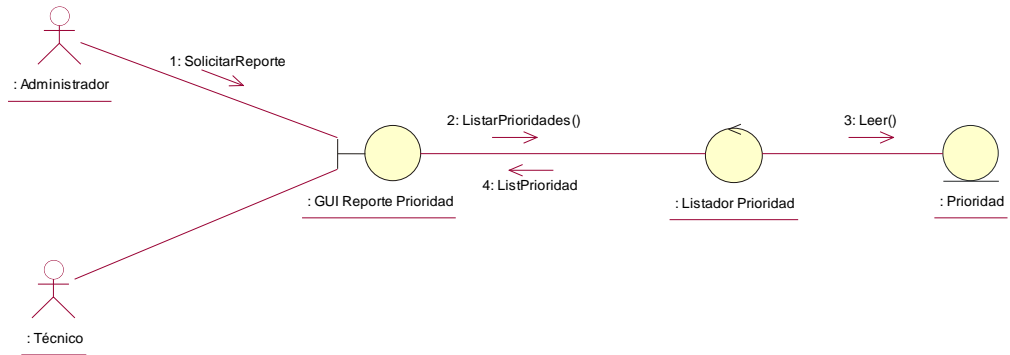 1: SolicitarReporte
: Administrador
2: ListarPrioridades()
3: Leer()
4: ListPrioridad
: GUI Reporte Prioridad
: Listador Prioridad
: Prioridad
: Técnico